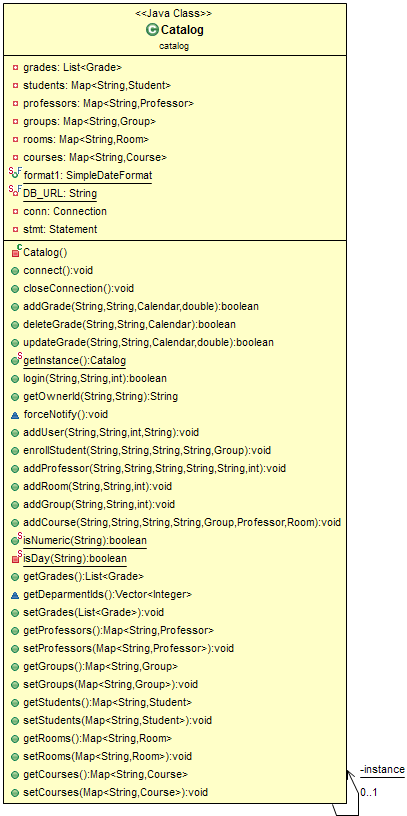 <<Java Class>>
Catalog
catalog
grades: List<Grade>
students: Map<String,Student>
professors: Map<String,Professor>
groups: Map<String,Group>
rooms: Map<String,Room>
courses: Map<String,Course>
format1: SimpleDateFormat
DB_URL: String
conn: Connection
stmt: Statement
Catalog()
connect():void
closeConnection():void
addGrade(String,String,Calendar,double):boolean
deleteGrade(String,String,Calendar):boolean
updateGrade(String,String,Calendar,double):boolean
getInstance():Catalog
login(String,String,int):boolean
getOwnerId(String,String):String
forceNotify():void
addUser(String,String,int,String):void
enrollStudent(String,String,String,String,Group):void
addProfessor(String,String,String,String,String,int):void
addRoom(String,String,int):void
addGroup(String,String,int):void
addCourse(String,String,String,String,Group,Professor,Room):void
isNumeric(String):boolean
isDay(String):boolean
getGrades():List<Grade>
getDeparmentIds():Vector<Integer>
setGrades(List<Grade>):void
getProfessors():Map<String,Professor>
setProfessors(Map<String,Professor>):void
getGroups():Map<String,Group>
setGroups(Map<String,Group>):void
getStudents():Map<String,Student>
setStudents(Map<String,Student>):void
getRooms():Map<String,Room>
setRooms(Map<String,Room>):void
getCourses():Map<String,Course>
setCourses(Map<String,Course>):void
-instance
0..1